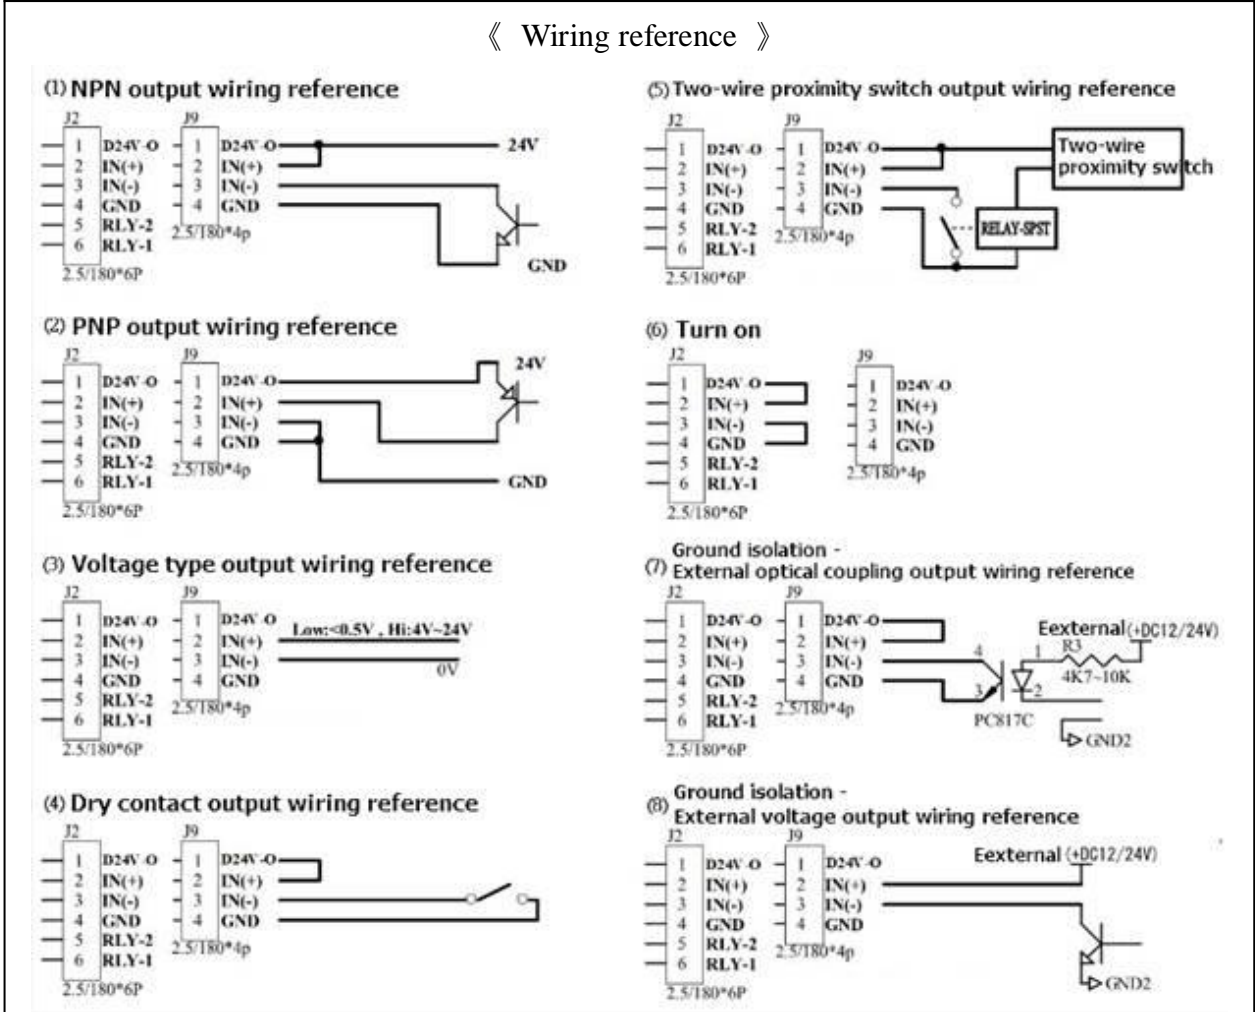 《 Wiring reference 》
(1) NPN output wiring reference
J2
J9
1 D24V-O
2 IN(+)
3 IN(-)
4 GND
5 RLY-2
6 RLY-1
2.5/180*6P
1 D24V-O
2 IN(+)
3 IN(-)
4 GND
2.5/180*4p
24V
GND
(2) PNP output wiring reference
J2
J9
1 D24V-O
2 IN(+)
3 IN(-)
4 GND
5 RLY-2
6 RLY-1
2.5/180*6P
1 D24V-O
2 IN(+)
3 IN(-)
4 GND
2.5/180*4p
24V
GND
(3) Voltage type output wiring reference
J2
J9
1 D24V-O
2 IN(+)
3 IN(-)
4 GND
5 RLY-2
6 RLY-1
2.5/180*6P
1 D24V-O
2 IN(+)
3 IN(-)
4 GND
2.5/180*4p
Low:<0.5V , Hi:4V~24V
0V
(4) Dry contact output wiring reference
J2
J9
1 D24V-O
2 IN(+)
3 IN(-)
4 GND
5 RLY-2
6 RLY-1
2.5/180*6P
1 D24V-O
2 IN(+)
3 IN(-)
4 GND
2.5/180*4p
(5) Two-wire proximity switch output wiring reference
J2
J9
1 D24V-O
2 IN(+)
3 IN(-)
4 GND
5 RLY-2
6 RLY-1
2.5/180*6P
1 D24V-O
2 IN(+)
3 IN(-)
4 GND
2.5/180*4p
Two-wire
proximity switch
RELAY-SPST
(6) Turn on
J2
J9
1 D24V-O
2 IN(+)
3 IN(-)
4 GND
5 RLY-2
6 RLY-1
2.5/180*6P
1 D24V-O
2 IN(+)
3 IN(-)
4 GND
2.5/180*4p
Ground isolation -
(7) External optical coupling output wiring reference
J2
J9
1 D24V-O
2 IN(+)
3 IN(-)
4 GND
5 RLY-2
6 RLY-1
2.5/180*6P
1 D24V-O
2 IN(+)
3 IN(-)
4 GND
2.5/180*4p
Eexternal(+DC12/24V)
4
1
R3
4K7~10K
3
2
PC817C
GND2
Ground isolation -
(8) External voltage output wiring reference
J2
J9
1 D24V-O
2 IN(+)
3 IN(-)
4 GND
5 RLY-2
6 RLY-1
2.5/180*6P
1 D24V-O
2 IN(+)
3 IN(-)
4 GND
2.5/180*4p
Eexternal (+DC12/24V)
GND2